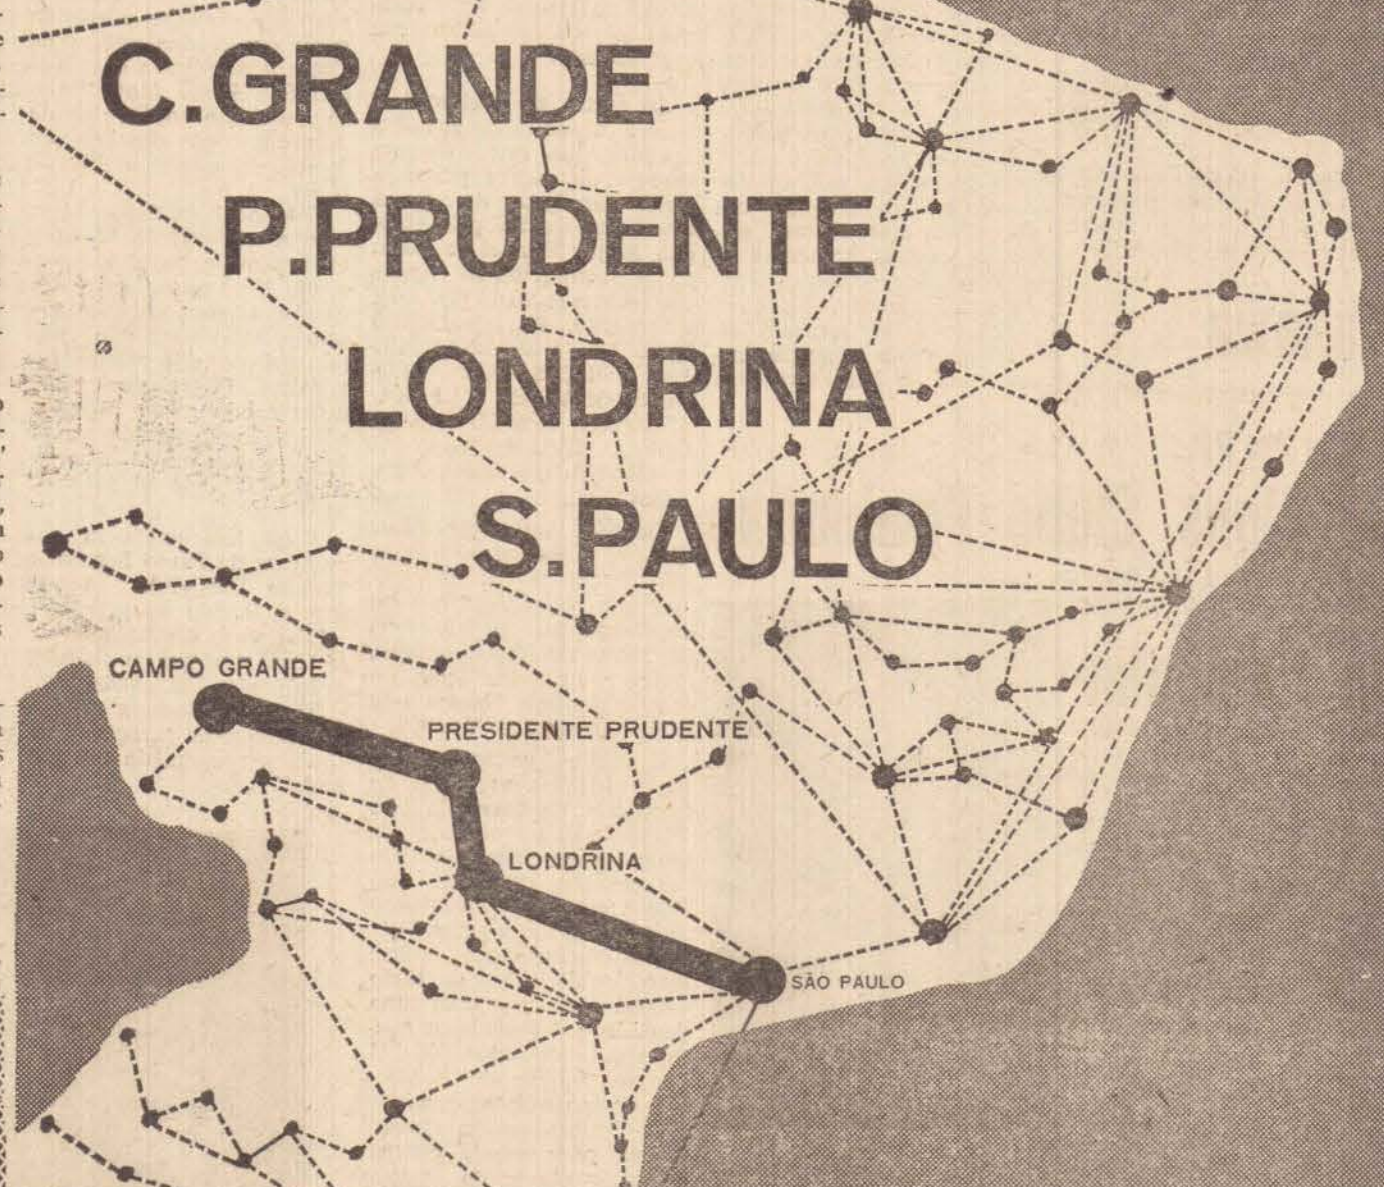 C.GRANDE
P.PRUDENTE
LONDRINA
S.PAULO
CAMPO GRANDE
PRESIDENTE PRUDENTE
LONDRINA
SÃO PAULO